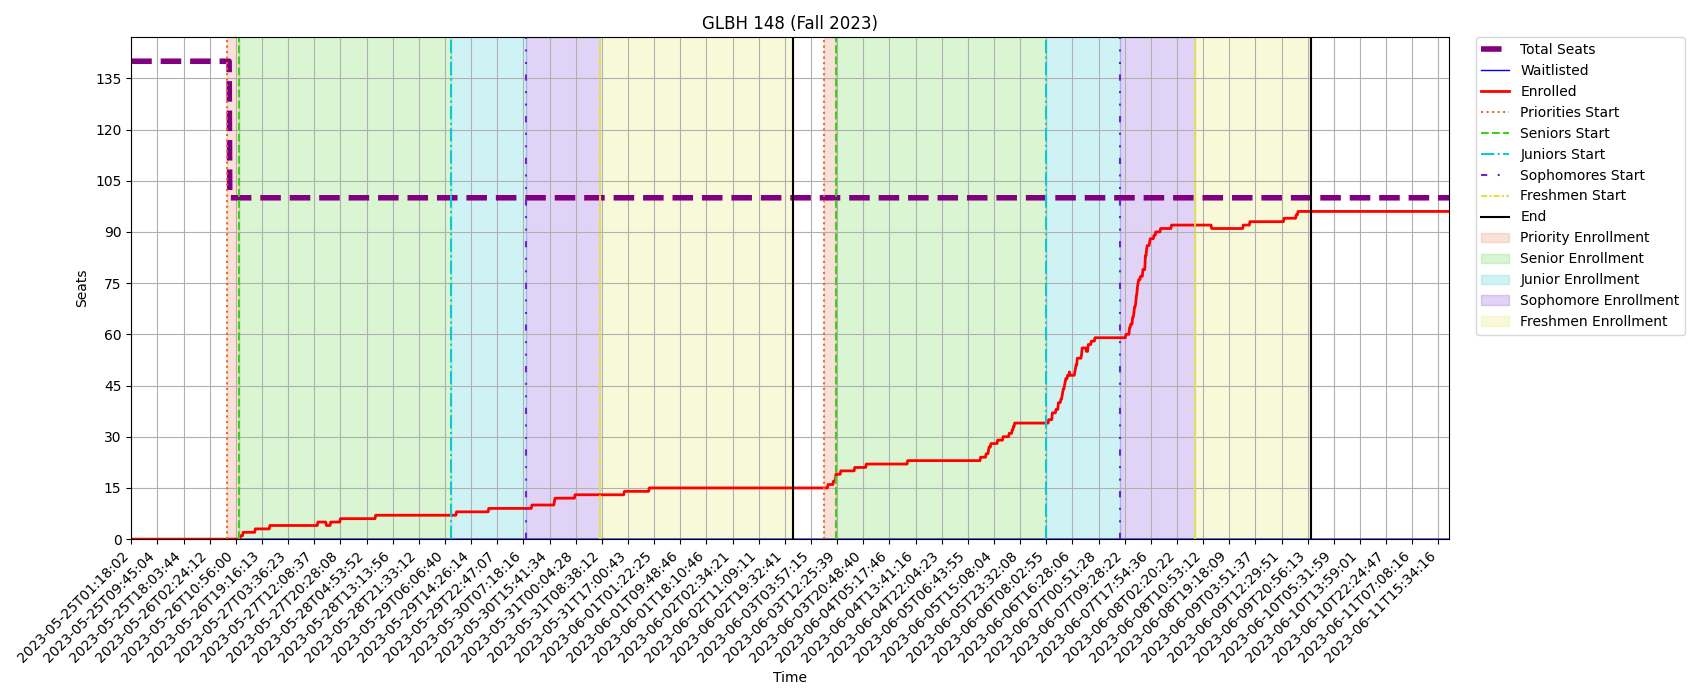 GLBH 148 (Fall 2023)
Seats
135
120
105
90
75
60
45
30
15
0
2023-05-25T01:18:02
2023-05-25T09:45:04
2023-05-25T18:03:44
2023-05-26T02:24:12
2023-05-26T10:56:00
2023-05-26T19:16:13
2023-05-27T03:36:23
2023-05-27T12:08:37
2023-05-27T20:28:08
2023-05-28T04:53:52
2023-05-28T13:13:56
2023-05-28T21:33:12
2023-05-29T06:06:40
2023-05-29T14:26:14
2023-05-29T22:47:07
2023-05-30T07:18:16
2023-05-30T15:41:34
2023-05-31T00:04:28
2023-05-31T08:38:12
2023-05-31T17:00:43
2023-06-01T01:22:25
2023-06-01T09:48:46
2023-06-01T18:10:46
2023-06-02T02:34:21
2023-06-02T11:09:11
2023-06-02T19:32:41
2023-06-03T03:57:15
2023-06-03T12:25:39
2023-06-03T20:48:40
2023-06-04T05:17:46
2023-06-04T13:41:16
2023-06-04T22:04:23
2023-06-05T06:43:55
2023-06-05T15:08:04
2023-06-05T23:32:08
2023-06-06T08:02:55
2023-06-06T16:28:06
2023-06-07T00:51:28
2023-06-07T09:28:22
2023-06-07T17:54:36
2023-06-08T02:20:22
2023-06-08T10:53:12
2023-06-08T19:18:09
2023-06-09T03:51:37
2023-06-09T12:29:51
2023-06-09T20:56:13
2023-06-10T05:31:59
2023-06-10T13:59:01
2023-06-10T22:24:47
2023-06-11T07:08:16
2023-06-11T15:34:16
Time
Total Seats
Waitlisted
Enrolled
Priorities Start
Seniors Start
Juniors Start
Sophomores Start
Freshmen Start
End
Priority Enrollment
Senior Enrollment
Junior Enrollment
Sophomore Enrollment
Freshmen Enrollment